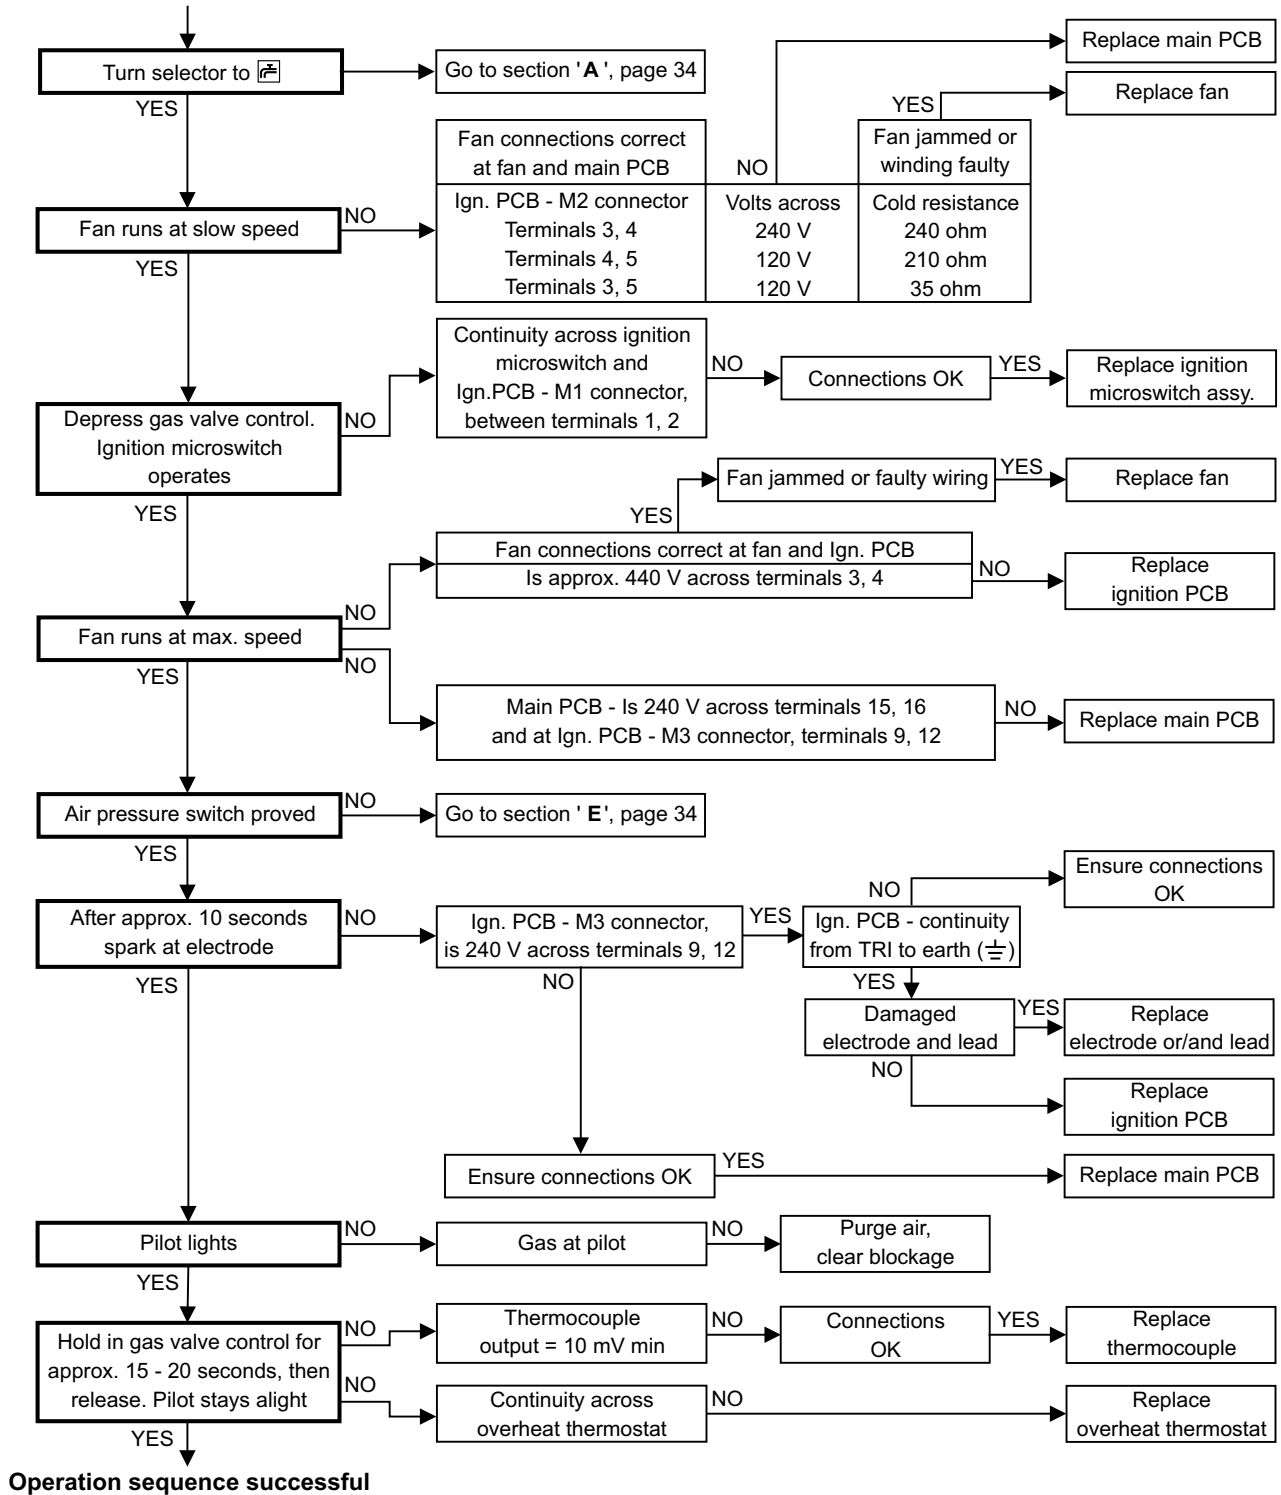 Turn selector to
Go to section 'A', page 34
Replace main PCB
YES
YES
Replace fan
Fan connections correct
at fan and main PCB
NO
Fan jammed or
winding faulty
Fan runs at slow speed
NO
Ign. PCB - M2 connector
Volts across
Cold resistance
Terminals 3, 4
240 V
240 ohm
Terminals 4, 5
120 V
210 ohm
Terminals 3, 5
120 V
35 ohm
YES
Depress gas valve control.
Ignition microswitch
operates
NO
Continuity across ignition
microswitch and
Ign.PCB - M1 connector,
between terminals 1, 2
NO
Connections OK
YES
Replace ignition
microswitch assy.
YES
Fan jammed or faulty wiring
YES
Replace fan
YES
Fan connections correct at fan and Ign. PCB
Is approx. 440 V across terminals 3, 4
NO
Replace
ignition PCB
NO
Fan runs at max. speed
NO
YES
Main PCB - Is 240 V across terminals 15, 16
and at Ign. PCB - M3 connector, terminals 9, 12
NO
Replace main PCB
Air pressure switch proved
NO
Go to section ' E', page 34
YES
Ensure connections
OK
NO
After approx. 10 seconds
spark at electrode
NO
Ign. PCB - M3 connector,
is 240 V across terminals 9, 12
YES
Ign. PCB - continuity
from TRI to earth (⏚)
YES
NO
YES
Damaged
electrode and lead
YES
Replace
electrode or/and lead
NO
Replace
ignition PCB
Ensure connections OK
YES
Replace main PCB
Pilot lights
NO
Gas at pilot
NO
Purge air,
clear blockage
YES
Hold in gas valve control for
approx. 15 - 20 seconds, then
release. Pilot stays alight
NO
Thermocouple
output = 10 mV min
NO
Connections
OK
YES
Replace
thermocouple
NO
Continuity across
overheat thermostat
NO
Replace
overheat thermostat
YES
Operation sequence successful